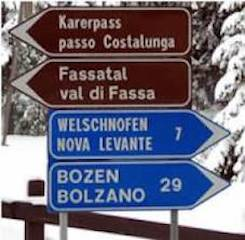 Karerpass
passo Costalunga
Fassatal
val di Fassa
WELSCHNOFEN
NOVA LEVANTE 7
BOZEN
BOLZANO 29